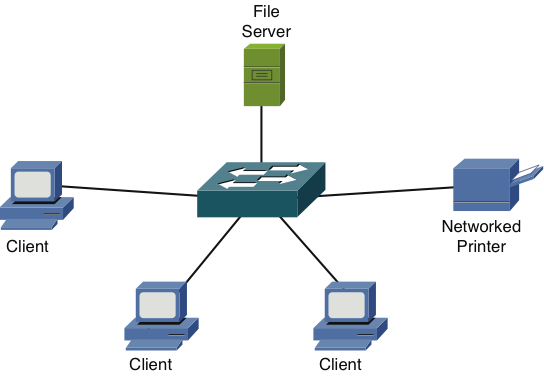 File
Server
Client
Networked
Printer
Client
Client